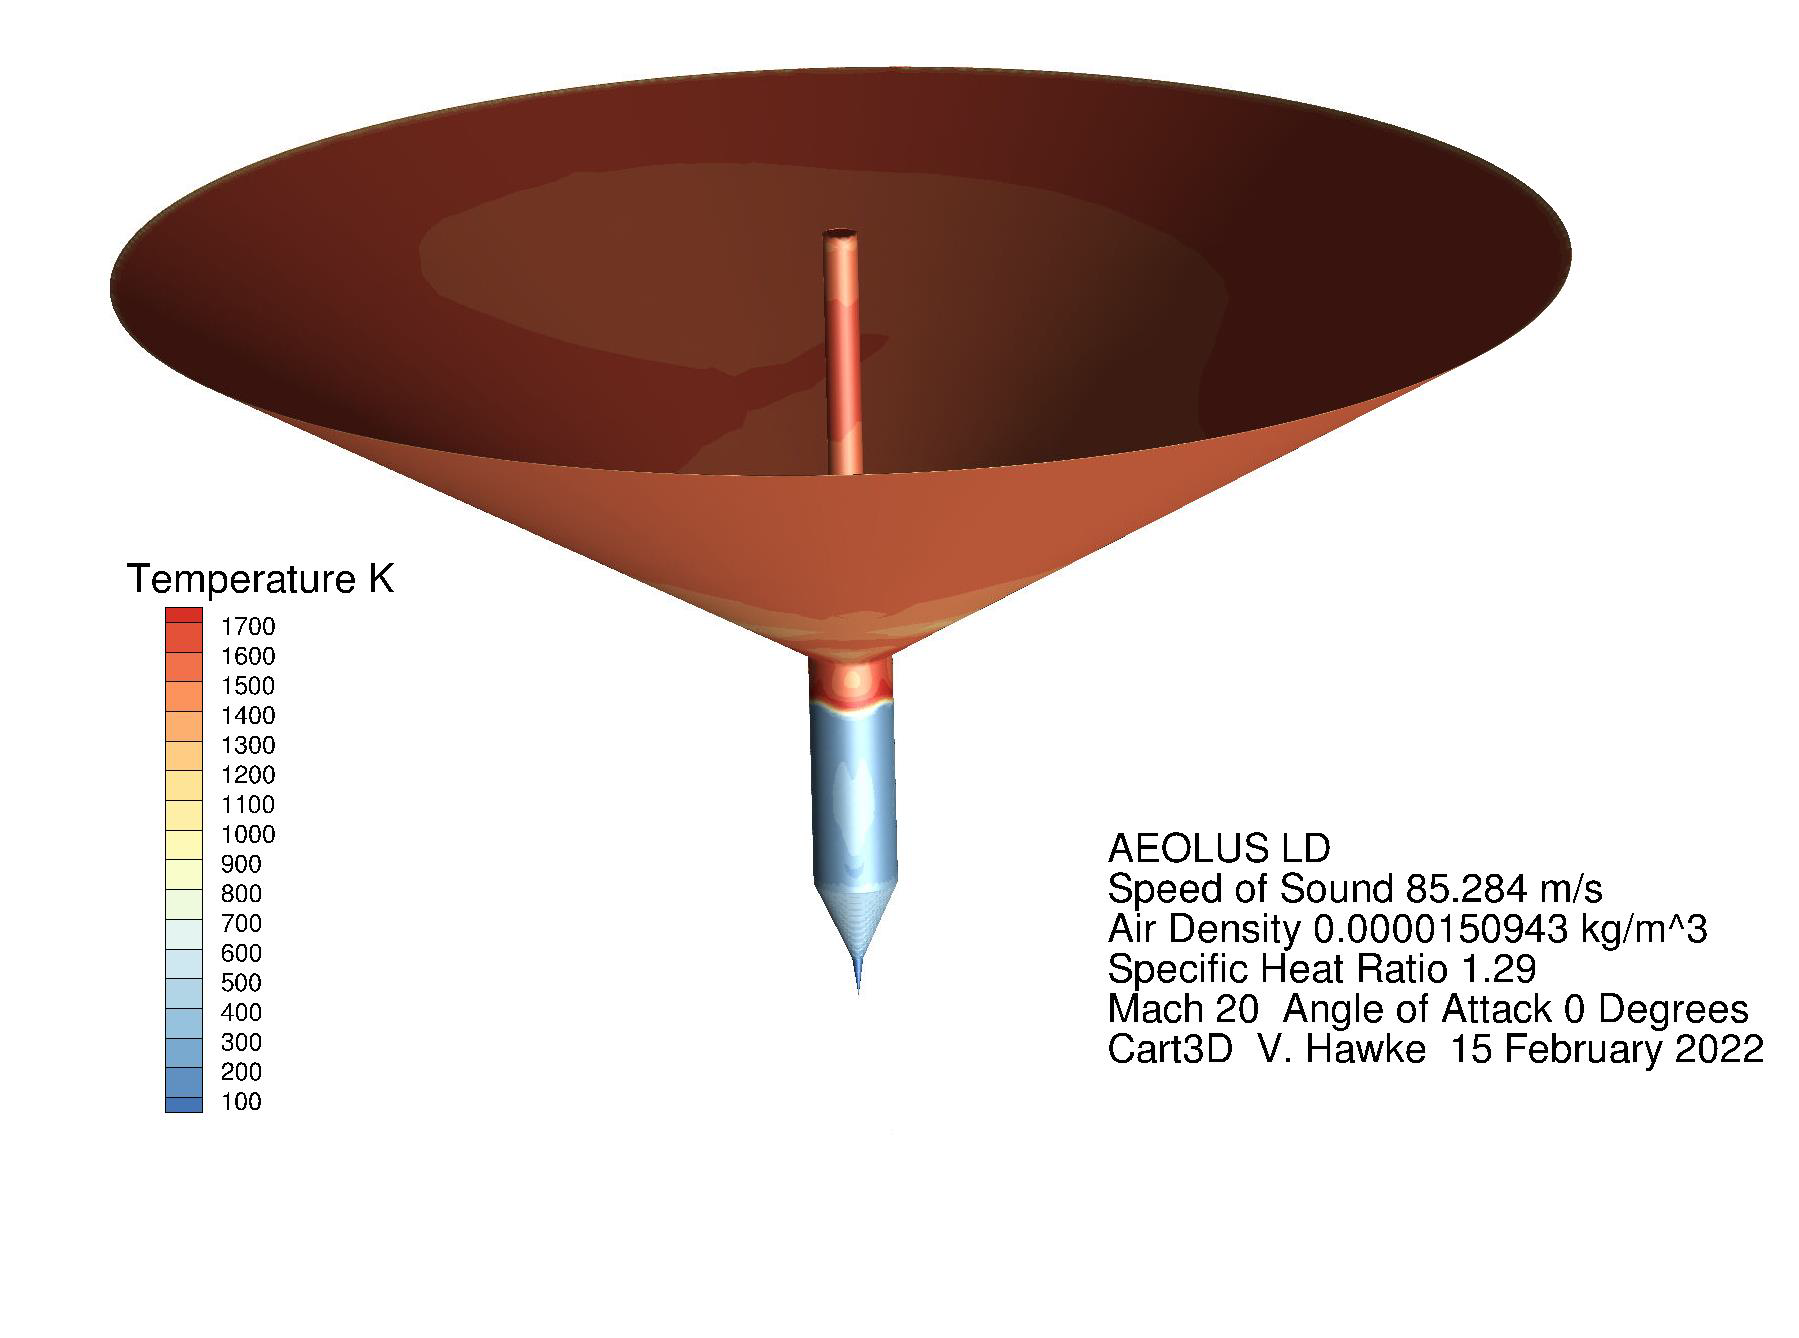 Temperature K
1700
1600
1500
1400
1300
1200
1100
1000
900
800
700
600
500
400
300
200
100
AEOLUS LD
Speed of Sound 85.284 m/s
Air Density 0.0000150943 kg/m^3
Specific Heat Ratio 1.29
Mach 20 Angle of Attack 0 Degrees
Cart3D V. Hawke 15 February 2022